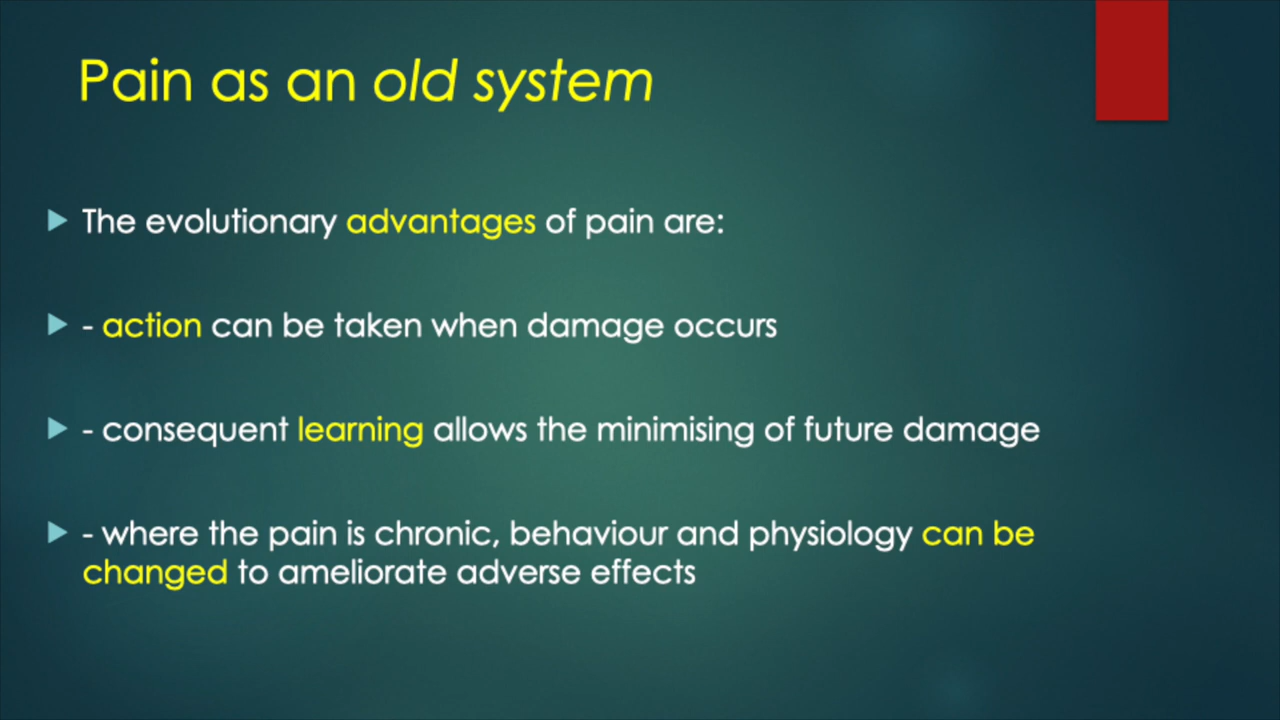 Pain as an old system
The evolutionary advantages of pain are:
- action can be taken when damage occurs
- consequent learning allows the minimising of future damage
- where the pain is chronic, behaviour and physiology can be
changed to ameliorate adverse effects